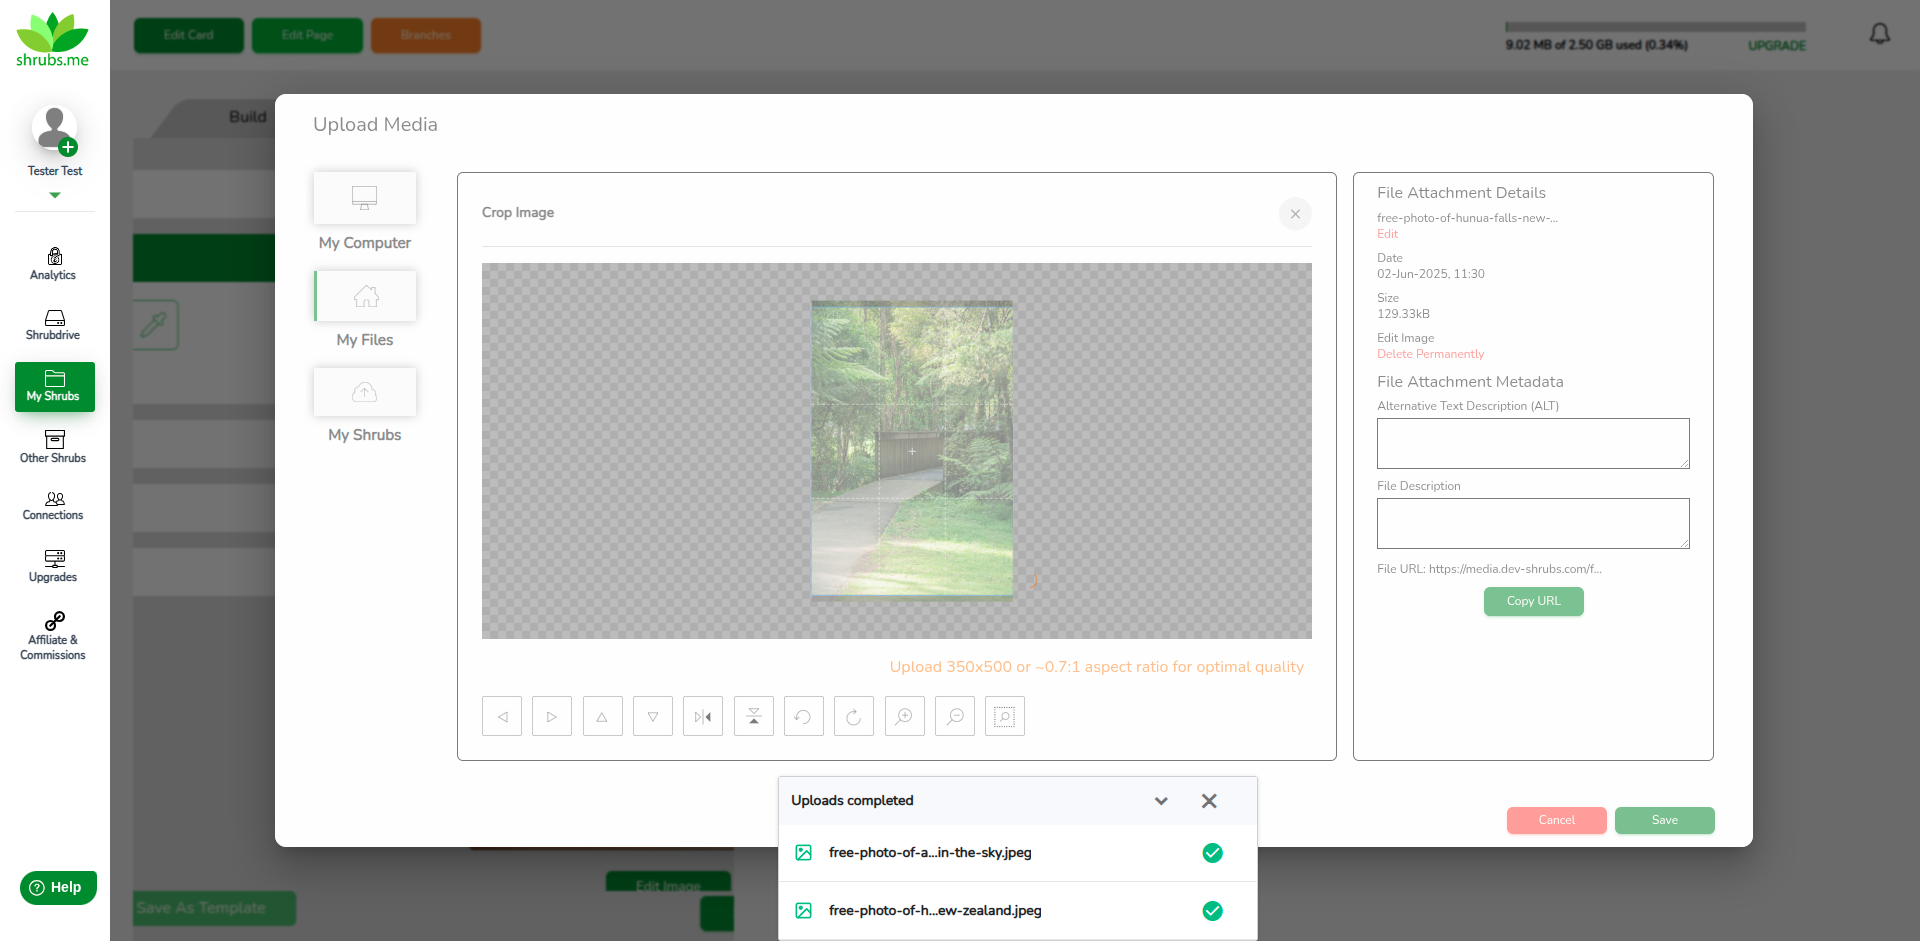 shrubs.me
Tester Test
Analytics
Shrubdrive
My Shrubs
Other Shrubs
Connections
Upgrades
Affiliate &
Commissions
Help
Edit Card
Edit Page
Branches
9.02 MB of 2.50 GB used (0.34%)
UPGRADE
Build
Upload Media
My Computer
My Files
My Shrubs
Crop Image
Upload 350x500 or ~0.7:1 aspect ratio for optimal quality
File Attachment Details
free-photo-of-hunua-falls-new-...
Edit
Date
02-Jun-2025, 11:30
Size
129.33kB
Edit Image
Delete Permanently
File Attachment Metadata
Alternative Text Description (ALT)
File Description
File URL: https://media.dev-shrubs.com/f...
Copy URL
Cancel
Save
Uploads completed
free-photo-of-a...in-the-sky.jpeg
free-photo-of-h...ew-zealand.jpeg
Edit Image
Save As Template